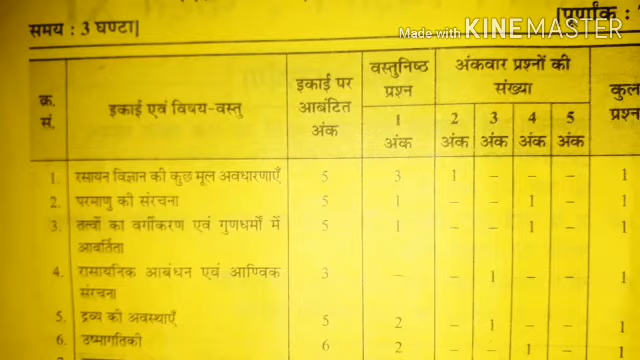 Made with KINEMASTER
समय : 3 घण्टा] [पूर्णांक :
क्र. सं. इकाई एवं विषय-वस्तु इकाई पर आबंटित अंक वस्तुनिष्ठ प्रश्न अंकवार प्रश्नों की संख्या कुल प्रश्न
1 अंक 2 अंक 3 अंक 4 अंक 5 अंक
1. रसायन विज्ञान की कुछ मूल अवधारणाएँ 5 3 1 – – – 1
2. परमाणु की संरचना 5 1 – – 1 – 1
3. तत्वों का वर्गीकरण एवं गुणधर्मों में 5 1 – – 1 – 1
आवर्तिता
4. रासायनिक आबंधन एवं आण्विक 3 – – 1 – – 1
संरचना
5. द्रव्य की अवस्थाएँ 5 2 – 1 – – 1
6. उष्मागतिकी 6 2 – – 1 – 1